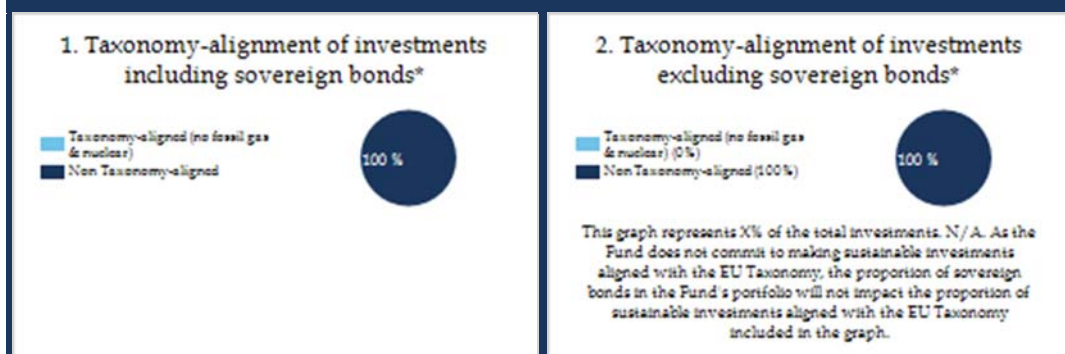 1. Taxonomy-alignment of investments
including sovereign bonds*
Taxonomy-aligned (no fossil gas
& nuclear)
Non Taxonomy-aligned
100 %
2. Taxonomy-alignment of investments
excluding sovereign bonds*
Taxonomy-aligned (no fossil gas
& nuclear) (0%)
Non Taxonomy-aligned (100%)
100 %
This graph represents X% of the total investments. N/A. As the
Fund does not commit to making sustainable investments
aligned with the EU Taxonomy, the proportion of sovereign
bonds in the Fund's portfolio will not impact the proportion of
sustainable investments aligned with the EU Taxonomy
included in the graph.